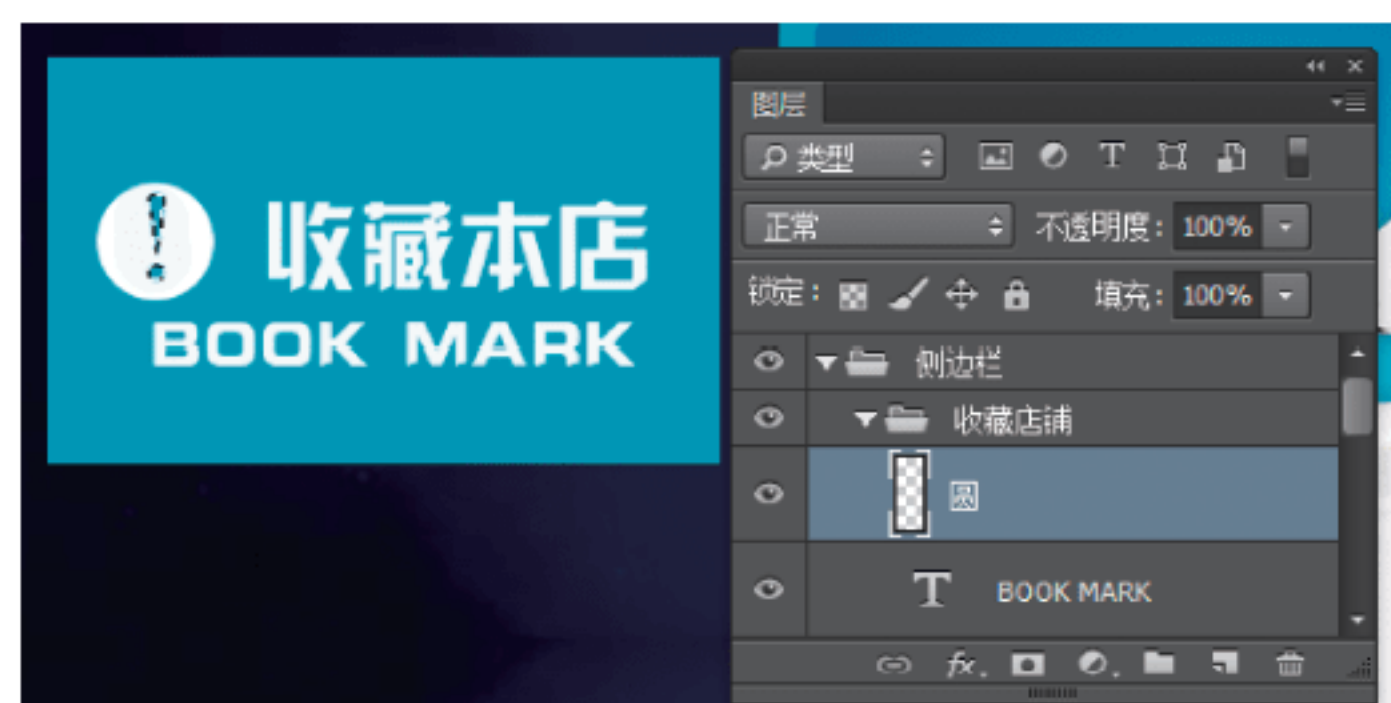 收藏本店
BOOK MARK
图层
类型
正常 不透明度: 100%
锁定: 填充: 100%
侧边栏
收藏店铺
圆
T BOOK MARK
fx.